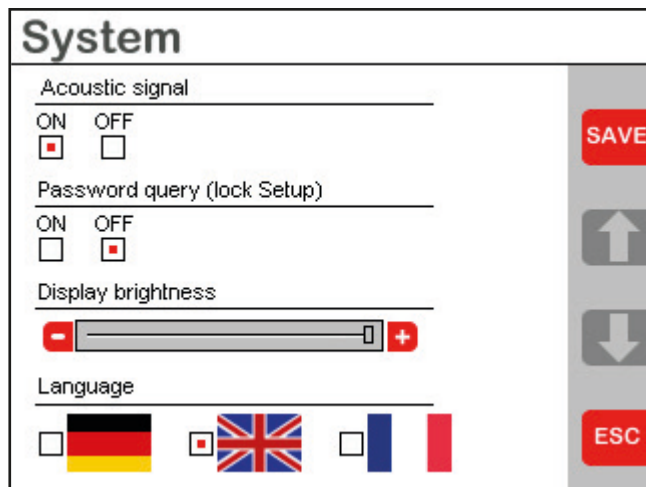 System
Acoustic signal
ON OFF
SAVE
Password query (lock Setup)
ON OFF
Display brightness
- +
Language
ESC